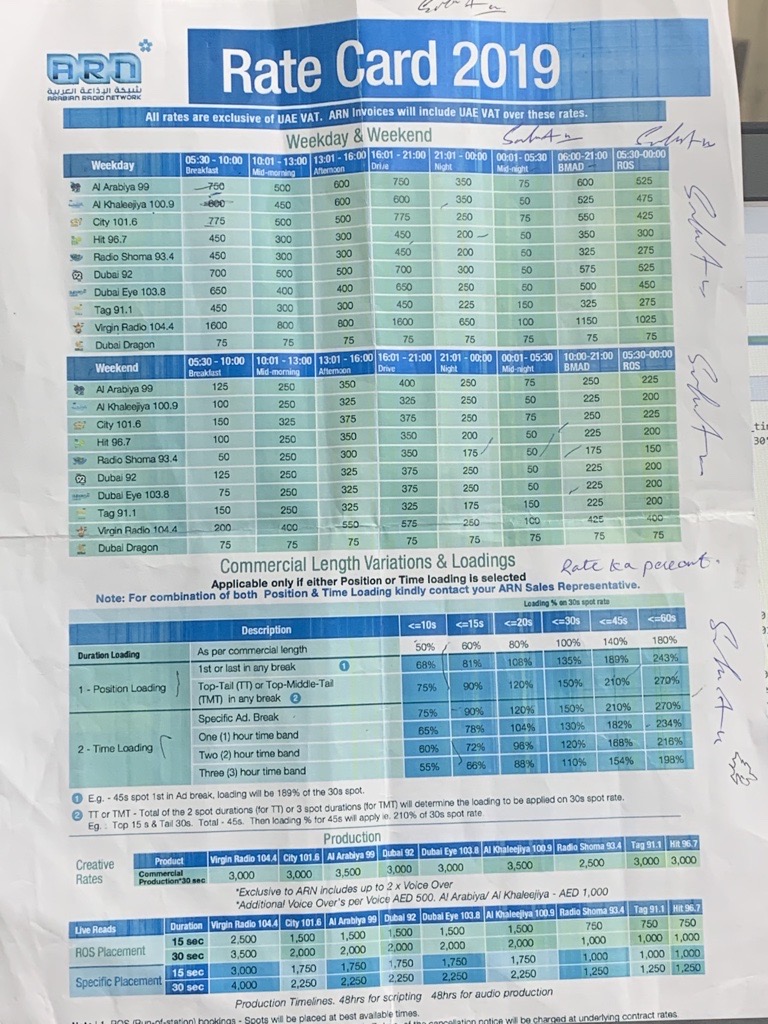 ARN
شبكة الإذاعة العربية
ARABIAN RADIO NETWORK
Rate Card 2019
All rates are exclusive of UAE VAT. ARN Invoices will include UAE VAT over these rates.
Weekday & Weekend
Weekday 05:30 - 10:00 Breakfast 10:01 - 13:00 Mid-morning 13:01 - 16:00 Afternoon 16:01 - 21:00 Drive 21:01 - 00:00 Night 00:01 - 05:30 Mid-night 06:00-21:00 BMAD 05:30-00:00 ROS
Al Arabiya 99 750 500 600 750 350 75 600 525
Al Khaleejiya 100.9 600 450 600 600 350 50 525 475
City 101.6 775 500 500 775 250 75 550 425
Hit 96.7 450 300 300 450 200 50 350 300
Radio Shoma 93.4 450 300 300 450 200 50 325 275
Dubai 92 700 500 500 700 300 50 575 525
Dubai Eye 103.8 650 400 400 650 250 50 500 450
Tag 91.1 450 300 300 450 225 150 325 275
Virgin Radio 104.4 1600 800 800 1600 650 100 1150 1025
Dubai Dragon 75 75 75 75 75 75 75 75
Weekend 05:30 - 10:00 Breakfast 10:01 - 13:00 Mid-morning 13:01 - 16:00 Afternoon 16:01 - 21:00 Drive 21:01 - 00:00 Night 00:01 - 05:30 Mid-night 10:00-21:00 BMAD 05:30-00:00 ROS
Al Arabiya 99 125 250 350 400 250 75 250 225
Al Khaleejiya 100.9 100 250 325 325 250 50 225 200
City 101.6 150 325 375 375 250 75 250 225
Hit 96.7 100 250 350 350 200 50 225 200
Radio Shoma 93.4 50 250 300 350 175 50 175 150
Dubai 92 125 250 325 375 250 50 225 200
Dubai Eye 103.8 75 250 325 375 250 50 225 200
Tag 91.1 150 250 325 325 175 150 225 200
Virgin Radio 104.4 200 400 550 575 250 100 425 400
Dubai Dragon 75 75 75 75 75 75 75 75
Commercial Length Variations & Loadings
Rate ka percent.
Applicable only if either Position or Time loading is selected
Note: For combination of both Position & Time Loading kindly contact your ARN Sales Representative.
Loading % on 30s spot rate
Description <=10s <=15s <=20s <=30s <=45s <=60s
Duration Loading As per commercial length 50% 60% 80% 100% 140% 180%
1 - Position Loading 1st or last in any break 1 68% 81% 108% 135% 189% 243%
Top-Tail (TT) or Top-Middle-Tail (TMT) in any break 2 75% 90% 120% 150% 210% 270%
2 - Time Loading Specific Ad. Break 75% 90% 120% 150% 210% 270%
One (1) hour time band 65% 78% 104% 130% 182% 234%
Two (2) hour time band 60% 72% 96% 120% 168% 216%
Three (3) hour time band 55% 66% 88% 110% 154% 198%
1 E.g. - 45s spot 1st in Ad break, loading will be 189% of the 30s spot.
2 TT or TMT - Total of the 2 spot durations (for TT) or 3 spot durations (for TMT) will determine the loading to be applied on 30s spot rate.
Eg. : Top 15 s & Tail 30s. Total - 45s. Then loading % for 45s will apply ie. 210% of 30s spot rate
Production
Creative Rates
Product Virgin Radio 104.4 City 101.6 Al Arabiya 99 Dubai 92 Dubai Eye 103.8 Al Khaleejiya 100.9 Radio Shoma 93.4 Tag 91.1 Hit 96.7
Commercial Production*30 sec 3,000 3,000 3,500 3,000 3,000 3,500 2,500 3,000 3,000
*Exclusive to ARN includes up to 2 x Voice Over
*Additional Voice Over's per Voice AED 500. Al Arabiya/ Al Khaleejiya - AED 1,000
Live Reads Duration Virgin Radio 104.4 City 101.6 Al Arabiya 99 Dubai 92 Dubai Eye 103.8 Al Khaleejiya 100.9 Radio Shoma 93.4 Tag 91.1 Hit 96.7
ROS Placement 15 sec 2,500 1,500 1,500 1,500 1,500 1,500 750 750 750
30 sec 3,500 2,000 2,000 2,000 2,000 2,000 1,000 1,000 1,000
Specific Placement 15 sec 3,000 1,750 1,750 1,750 1,750 1,750 1,000 1,000 1,000
30 sec 4,000 2,250 2,250 2,250 2,250 2,250 1,250 1,250 1,250
Production Timelines. 48hrs for scripting 48hrs for audio production
ROS (Run-of-station) bookings - Spots will be placed at best available times.
cancellation notice will be charged at underlying contract rates